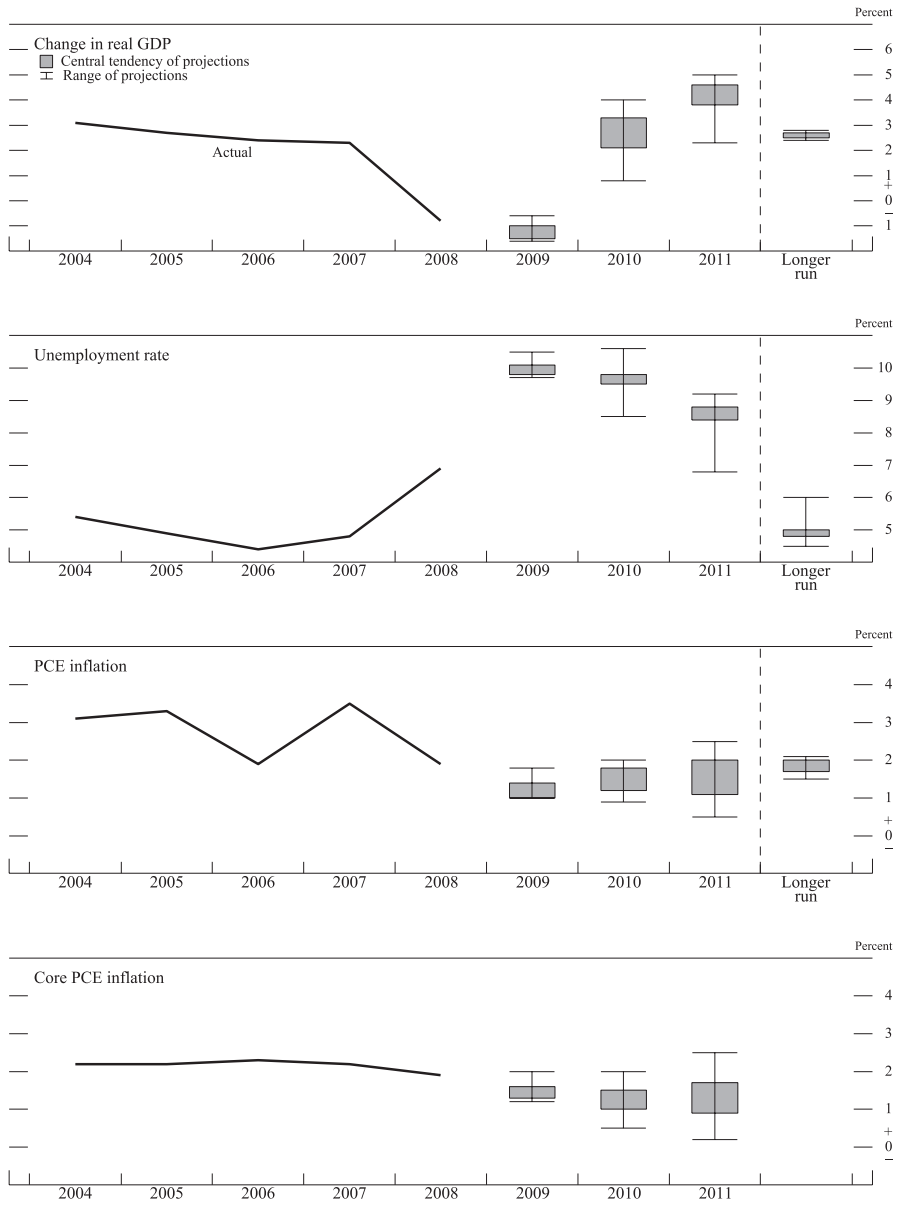 Percent
Change in real GDP
Central tendency of projections
Range of projections
Actual
6
5
4
3
2
1
+
0
–
1
2004 2005 2006 2007 2008 2009 2010 2011 Longer
run
Percent
Unemployment rate
10
9
8
7
6
5
2004 2005 2006 2007 2008 2009 2010 2011 Longer
run
Percent
PCE inflation
4
3
2
1
+
0
–
2004 2005 2006 2007 2008 2009 2010 2011 Longer
run
Percent
Core PCE inflation
4
3
2
1
+
0
–
2004 2005 2006 2007 2008 2009 2010 2011